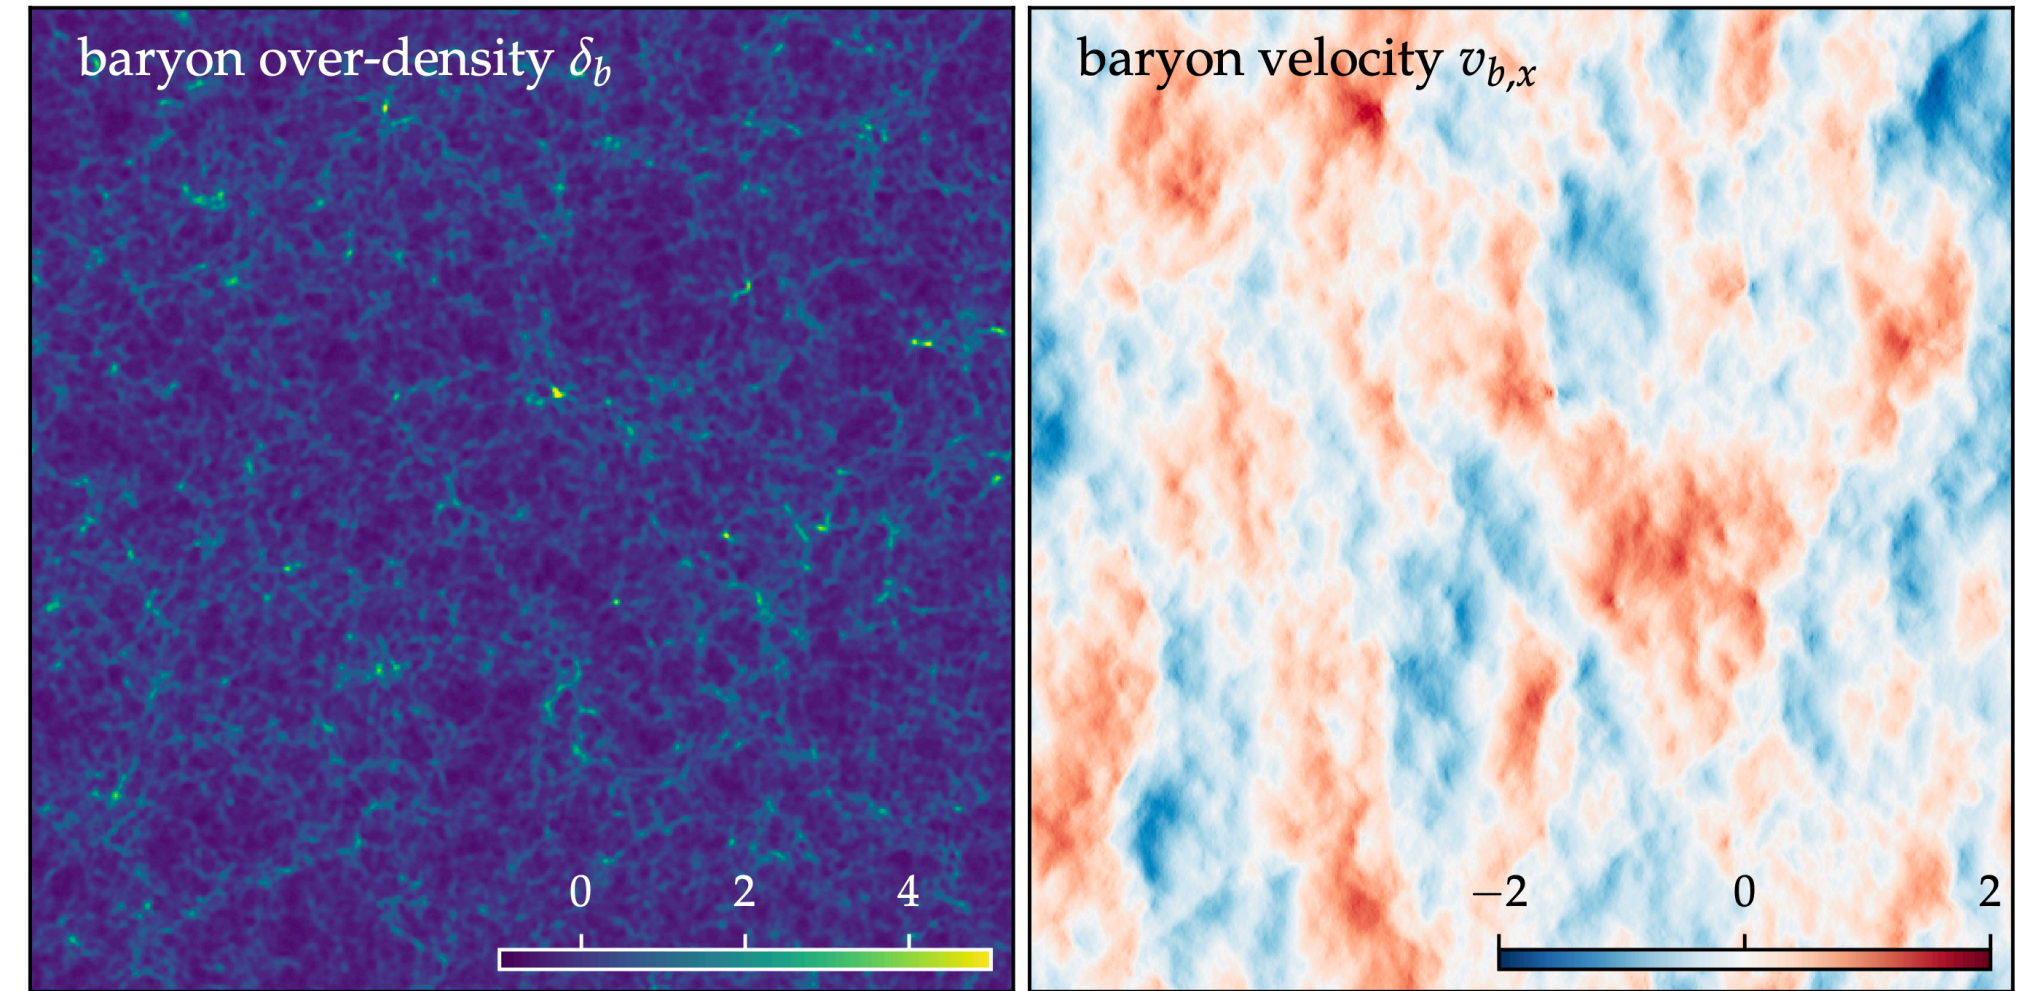 baryon over-density δ_b
baryon velocity v_{b,x}
0 2 4
−2 0 2